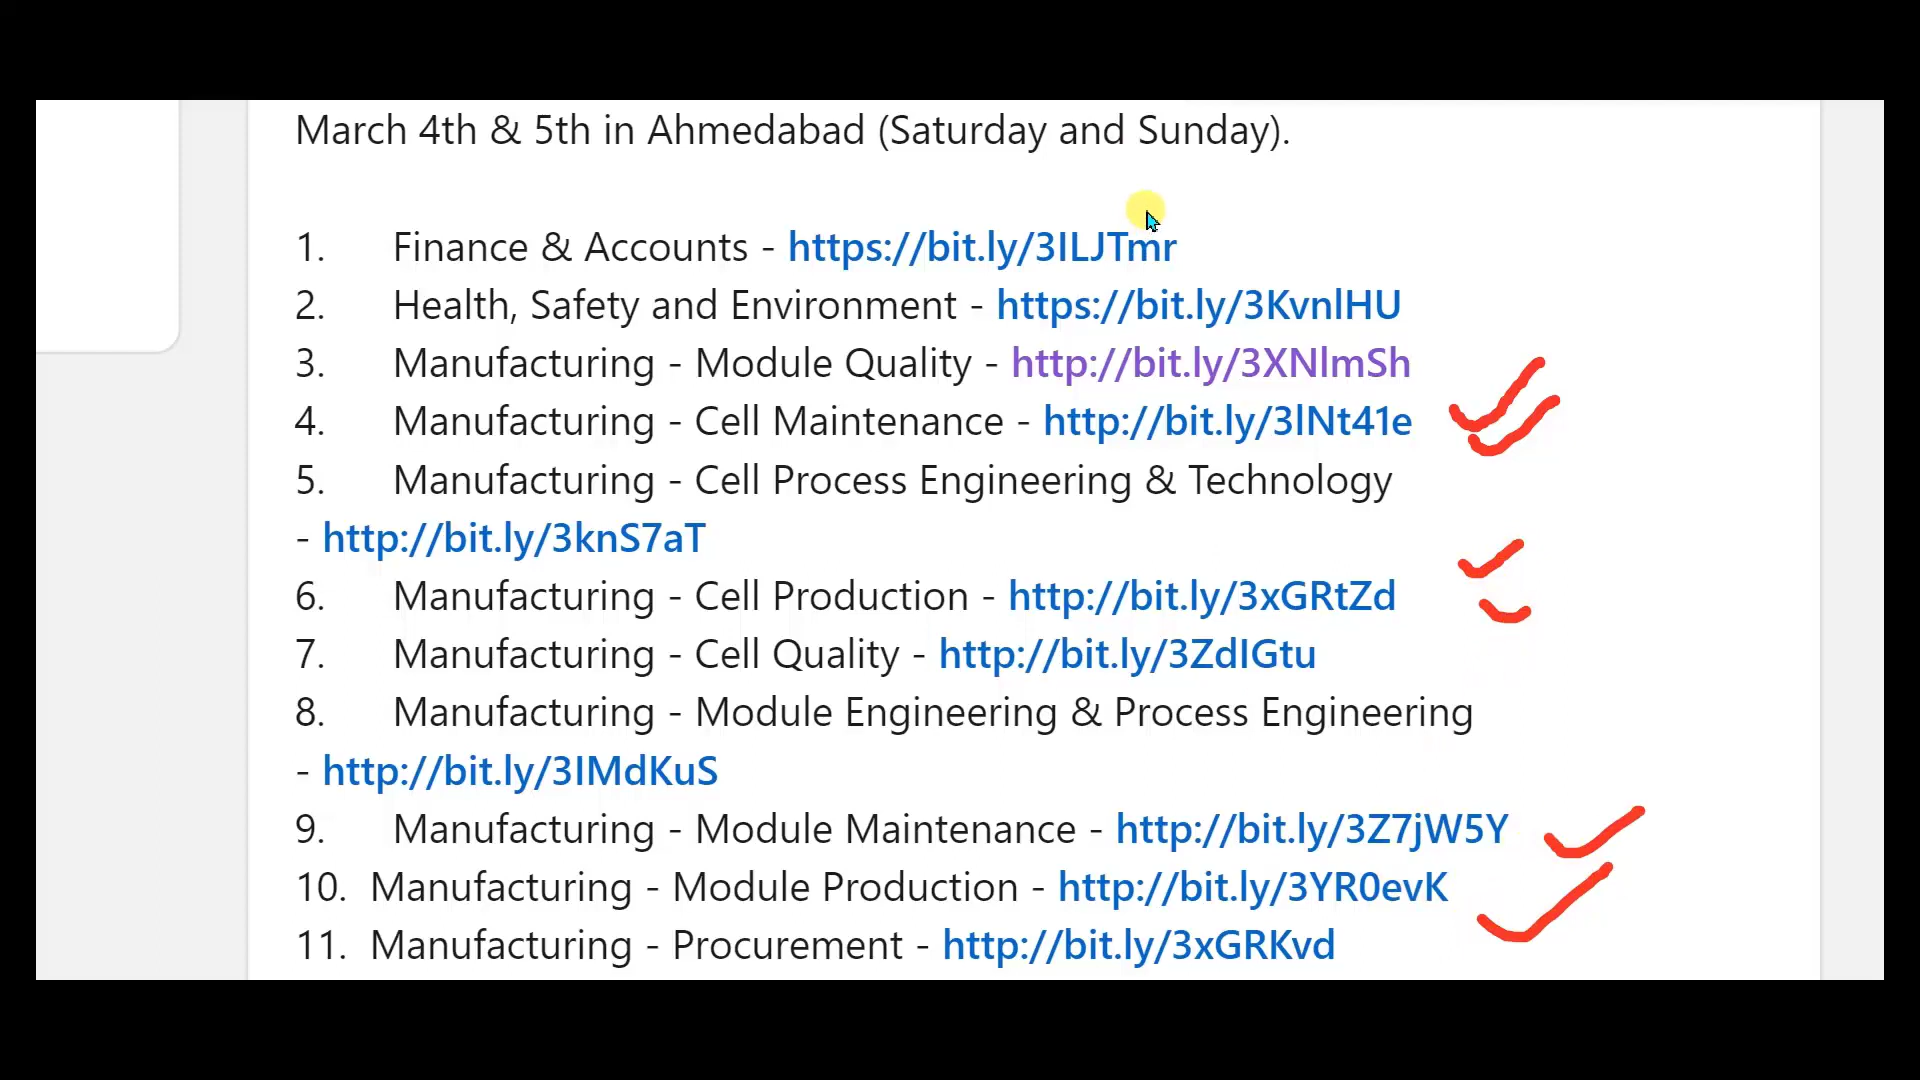 March 4th & 5th in Ahmedabad (Saturday and Sunday).
1. Finance & Accounts - https://bit.ly/3ILJTmr
2. Health, Safety and Environment - https://bit.ly/3KvnlHU
3. Manufacturing - Module Quality - http://bit.ly/3XNlmSh
4. Manufacturing - Cell Maintenance - http://bit.ly/3lNt41e
5. Manufacturing - Cell Process Engineering & Technology
- http://bit.ly/3knS7aT
6. Manufacturing - Cell Production - http://bit.ly/3xGRtZd
7. Manufacturing - Cell Quality - http://bit.ly/3ZdIGtu
8. Manufacturing - Module Engineering & Process Engineering
- http://bit.ly/3IMdKuS
9. Manufacturing - Module Maintenance - http://bit.ly/3Z7jW5Y
10. Manufacturing - Module Production - http://bit.ly/3YR0evK
11. Manufacturing - Procurement - http://bit.ly/3xGRKvd